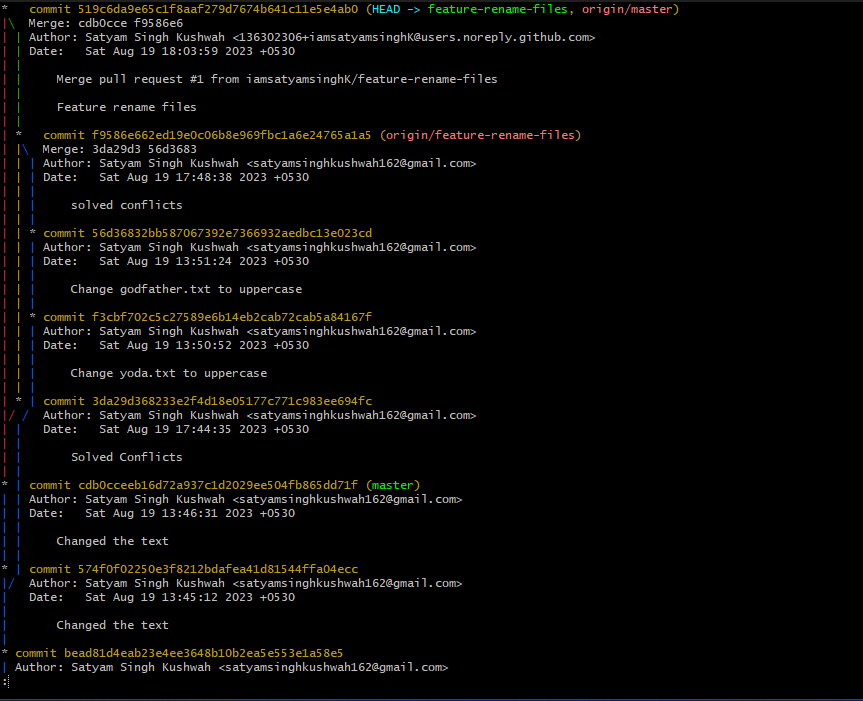 *   commit 519c6da9e65c1f8aaf279d7674b641c11e5e4ab0 (HEAD -> feature-rename-files, origin/master)
|\  Merge: cdb0cce f9586e6
| | Author: Satyam Singh Kushwah <136302306+iamsatyamsinghK@users.noreply.github.com>
| | Date:   Sat Aug 19 18:03:59 2023 +0530
| |
| |     Merge pull request #1 from iamsatyamsinghK/feature-rename-files
| |
| |     Feature rename files
| |
| *   commit f9586e662ed19e0c06b8e969fbc1a6e24765a1a5 (origin/feature-rename-files)
| |\  Merge: 3da29d3 56d3683
| | | Author: Satyam Singh Kushwah <satyamsinghkushwah162@gmail.com>
| | | Date:   Sat Aug 19 17:48:38 2023 +0530
| | |
| | |     solved conflicts
| | |
| | * commit 56d36832bb587067392e7366932aedbc13e023cd
| | | Author: Satyam Singh Kushwah <satyamsinghkushwah162@gmail.com>
| | | Date:   Sat Aug 19 13:51:24 2023 +0530
| | |
| | |     Change godfather.txt to uppercase
| | |
| | * commit f3cbf702c5c27589e6b14eb2cab72cab5a84167f
| | | Author: Satyam Singh Kushwah <satyamsinghkushwah162@gmail.com>
| | | Date:   Sat Aug 19 13:50:52 2023 +0530
| | |
| | |     Change yoda.txt to uppercase
| | |
| * | commit 3da29d368233e2f4d18e05177c771c983ee694fc
|/ /  Author: Satyam Singh Kushwah <satyamsinghkushwah162@gmail.com>
| |   Date:   Sat Aug 19 17:44:35 2023 +0530
| |
| |       Solved Conflicts
| |
* | commit cdb0cceeb16d72a937c1d2029ee504fb865dd71f (master)
| | Author: Satyam Singh Kushwah <satyamsinghkushwah162@gmail.com>
| | Date:   Sat Aug 19 13:46:31 2023 +0530
| |
| |     Changed the text
| |
* | commit 574f0f02250e3f8212bdafea41d81544ffa04ecc
|/  Author: Satyam Singh Kushwah <satyamsinghkushwah162@gmail.com>
|   Date:   Sat Aug 19 13:45:12 2023 +0530
|
|       Changed the text
|
* commit bead81d4eab23e4ee3648b10b2ea5e553e1a58e5
| Author: Satyam Singh Kushwah <satyamsinghkushwah162@gmail.com>
: